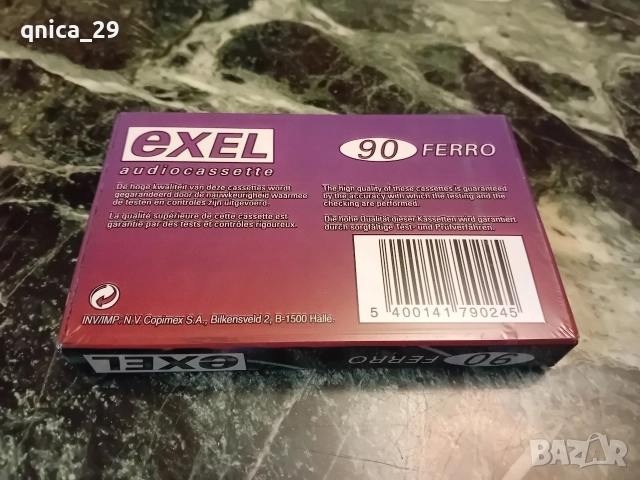 qnica_29
eXEL
audiocassette
90 FERRO
De hoge kwaliteit van deze cassettes wordt
gegarandeerd door de nauwkeurigheid waarmee
de testen en controles zijn uitgevoerd.
La qualité supérieure de cette cassette est
garantie par des tests et contrôles rigoureux.
The high quality of these cassettes is guaranteed
by the accuracy with which the testing and the
checking are performed.
Die hohe Qualität dieser Kassetten wird garantiert
durch sorgfältige Test- und Prüfverfahren.
5 400141 790245
INV/IMP: N.V Copimex S.A., Bilkensveld 2, B-1500 Halle.
eXEL
FERRO 90
BAZAR